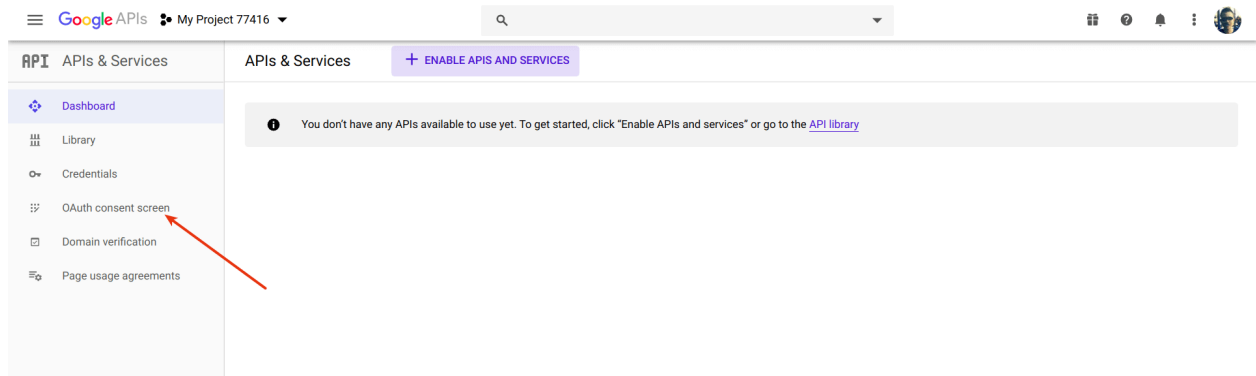 Google APIs My Project 77416
API APIs & Services
APIs & Services
+ ENABLE APIS AND SERVICES
Dashboard
You don't have any APIs available to use yet. To get started, click “Enable APIs and services” or go to the API library
Library
Credentials
OAuth consent screen
Domain verification
Page usage agreements